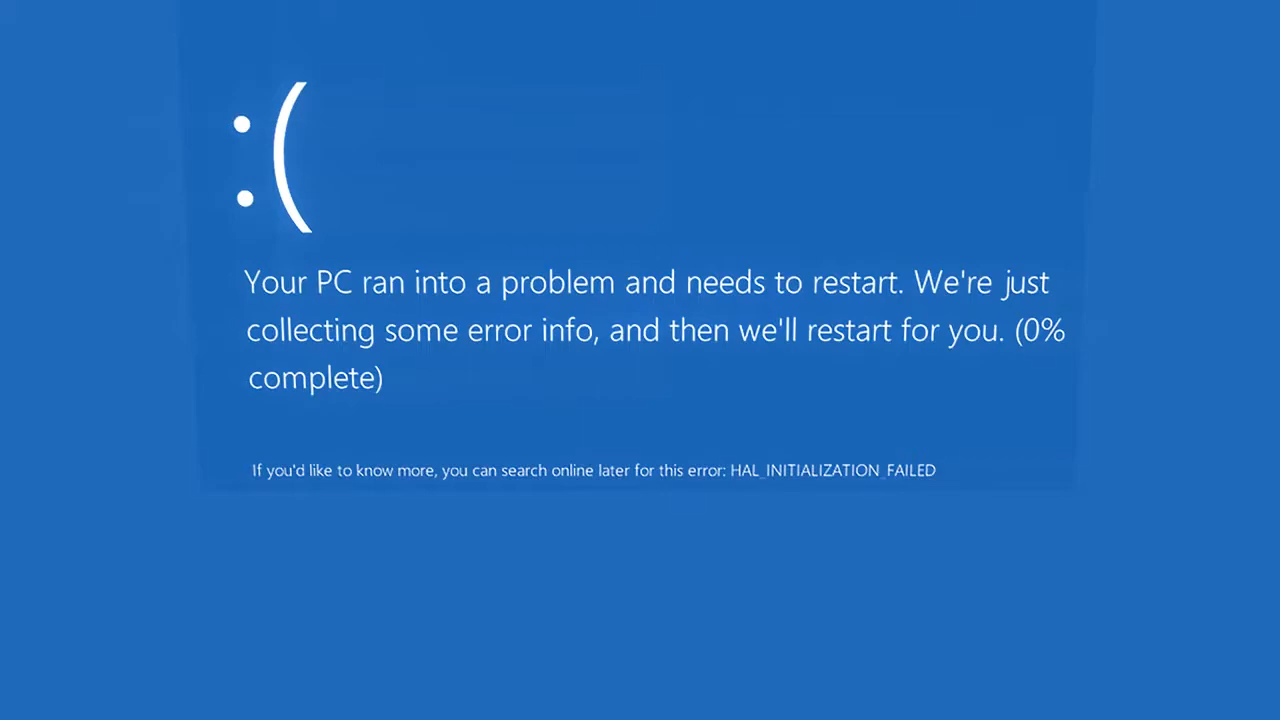 :(
Your PC ran into a problem and needs to restart. We're just
collecting some error info, and then we'll restart for you. (0%
complete)
If you'd like to know more, you can search online later for this error: HAL_INITIALIZATION_FAILED